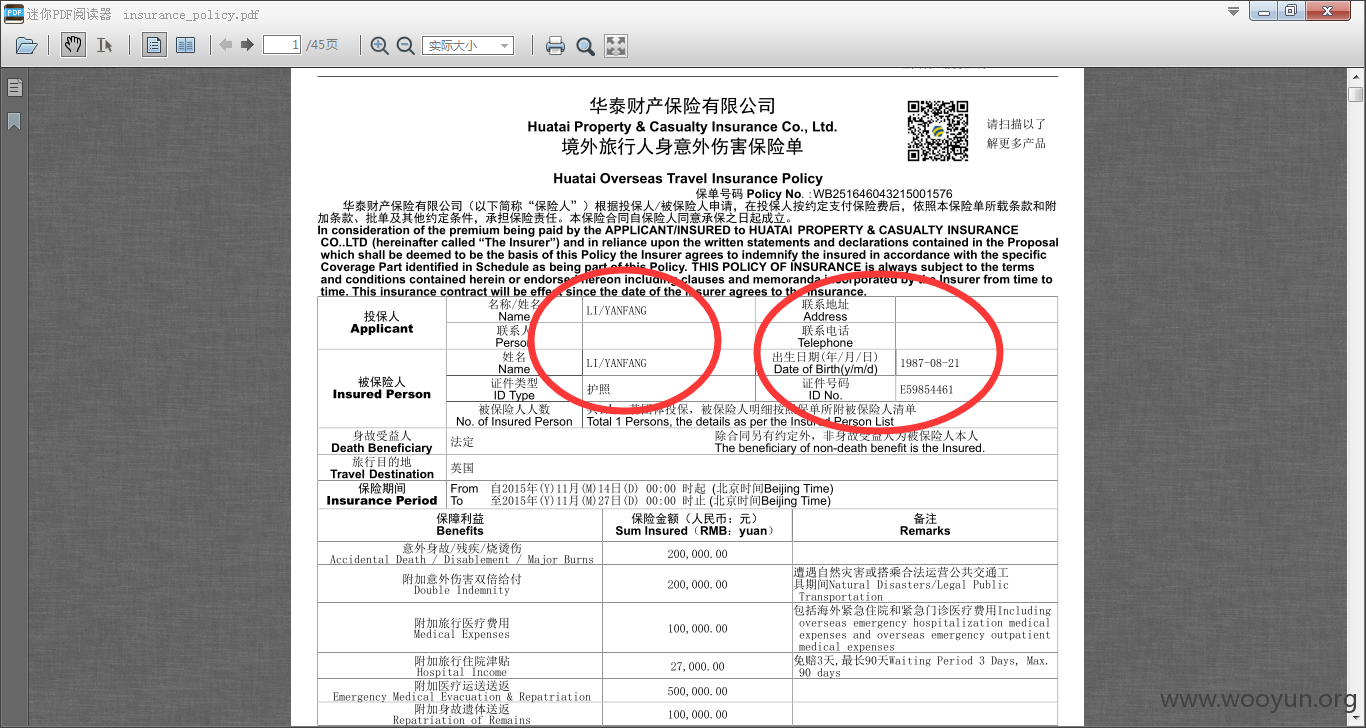 迷你PDF阅读器 insurance_policy.pdf
1 /45页 实际大小
华泰财产保险有限公司
Huatai Property & Casualty Insurance Co., Ltd.
境外旅行人身意外伤害保险单
请扫描以了
解更多产品
Huatai Overseas Travel Insurance Policy
保单号码 Policy No. :WB251646043215001576
华泰财产保险有限公司（以下简称“保险人”）根据投保人/被保险人申请，在投保人按约定支付保险费后，依照本保险单所载条款和附
加条款、批单及其他约定条件，承担保险责任。本保险合同自保险人同意承保之日起成立。
In consideration of the premium being paid by the APPLICANT/INSURED to HUATAI PROPERTY & CASUALTY INSURANCE
CO..LTD (hereinafter called “The Insurer”) and in reliance upon the written statements and declarations contained in the Proposal
which shall be deemed to be the basis of this Policy the Insurer agrees to indemnify the insured in accordance with the specific
Coverage Part identified in Schedule as being part of this Policy. THIS POLICY OF INSURANCE is always subject to the terms
and conditions contained herein or endorsed hereon including clauses and memoranda incorporated by the Insurer from time to
time. This insurance contract will be effect since the date of the insurer agrees to the insurance.
投保人
Applicant
名称/姓名
Name
LI/YANFANG
联系地址
Address
联系人
Person
联系电话
Telephone
被保险人
Insured Person
姓名
Name
LI/YANFANG
出生日期(年/月/日)
Date of Birth(y/m/d)
1987-08-21
证件类型
ID Type
护照
证件号码
ID No.
E59854461
被保险人人数
No. of Insured Person
投保，被保险人明细按照保单所附被保险人清单
Total 1 Persons, the details as per the Insured Person List
身故受益人
Death Beneficiary
法定
除合同另有约定外，非身故受益人为被保险人本人
The beneficiary of non-death benefit is the Insured.
旅行目的地
Travel Destination
英国
保险期间
Insurance Period
From 自2015年(Y)11月(M)14日(D) 00:00 时起 (北京时间Beijing Time)
To 至2015年(Y)11月(M)27日(D) 00:00 时止 (北京时间Beijing Time)
保障利益
Benefits
保险金额（人民币：元）
Sum Insured（RMB：yuan）
备注
Remarks
意外身故/残疾/烧烫伤
Accidental Death / Disablement / Major Burns
200,000.00
附加意外伤害双倍给付
Double Indemnity
200,000.00
遭遇自然灾害或搭乘合法运营公共交通工
具期间Natural Disasters/Legal Public
Transportation
附加旅行医疗费用
Medical Expenses
100,000.00
包括海外紧急住院和紧急门诊医疗费用Including
overseas emergency hospitalization medical
expenses and overseas emergency outpatient
medical expenses
附加旅行住院津贴
Hospital Income
27,000.00
免赔3天,最长90天Waiting Period 3 Days, Max.
90 days
附加医疗运送送返
Emergency Medical Evacuation & Repatriation
500,000.00
附加身故遗体送返
Repatriation of Remains
100,000.00
www.wooyun.org